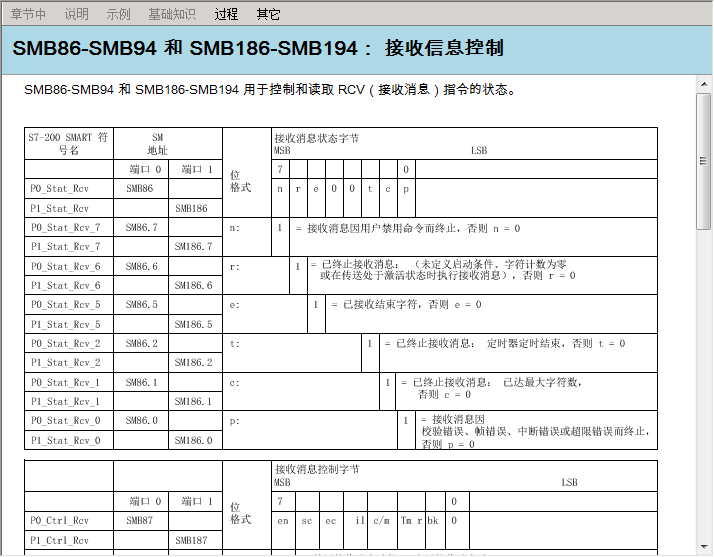 章节中 说明 示例 基础知识 过程 其它
SMB86-SMB94 和 SMB186-SMB194： 接收信息控制
SMB86-SMB94 和 SMB186-SMB194 用于控制和读取 RCV（接收消息）指令的状态。
S7-200 SMART 符号名 SM 地址 位格式 接收消息状态字节
MSB LSB
端口 0 端口 1 7 0
P0_Stat_Rcv SMB86 n r e 0 0 t c p
P1_Stat_Rcv SMB186
P0_Stat_Rcv_7 SM86.7 n: 1 = 接收消息因用户禁用命令而终止，否则 n = 0
P1_Stat_Rcv_7 SM186.7
P0_Stat_Rcv_6 SM86.6 r: 1 = 已终止接收消息： （未定义启动条件、字符计数为零
或在传送处于激活状态时执行接收消息），否则 r = 0
P1_Stat_Rcv_6 SM186.6
P0_Stat_Rcv_5 SM86.5 e: 1 = 已接收结束字符，否则 e = 0
P1_Stat_Rcv_5 SM186.5
P0_Stat_Rcv_2 SM86.2 t: 1 = 已终止接收消息： 定时器定时结束，否则 t = 0
P1_Stat_Rcv_2 SM186.2
P0_Stat_Rcv_1 SM86.1 c: 1 = 已终止接收消息： 已达最大字符数，
否则 c = 0
P1_Stat_Rcv_1 SM186.1
P0_Stat_Rcv_0 SM86.0 p: 1 = 接收消息因
校验错误、帧错误、中断错误或超限错误而终止，
否则 p = 0
P1_Stat_Rcv_0 SM186.0
位格式 接收消息控制字节
MSB LSB
端口 0 端口 1 7 0
P0_Ctrl_Rcv SMB87 en sc ec il c/m Tm r bk 0
P1_Ctrl_Rcv SMB187